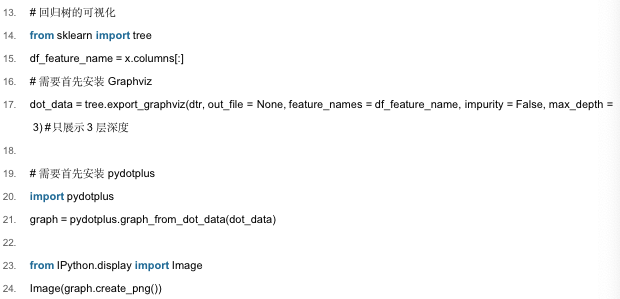 13. # 回归树的可视化
14. from sklearn import tree
15. df_feature_name = x.columns[:]
16. # 需要首先安装 Graphviz
17. dot_data = tree.export_graphviz(dtr, out_file = None, feature_names = df_feature_name, impurity = False, max_depth =
3) #只展示 3 层深度
18.
19. # 需要首先安装 pydotplus
20. import pydotplus
21. graph = pydotplus.graph_from_dot_data(dot_data)
22.
23. from IPython.display import Image
24. Image(graph.create_png())